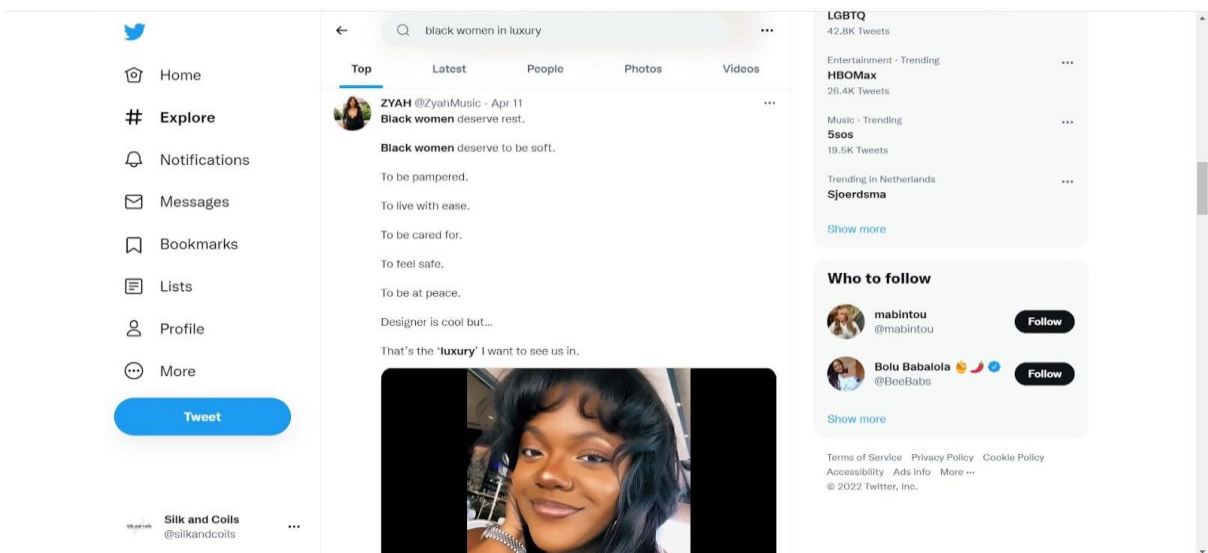 Home
Explore
Notifications
Messages
Bookmarks
Lists
Profile
More
Tweet
Silk and Coils
@silkandcoils
black women in luxury
Top Latest People Photos Videos
ZYAH @ZyahMusic · Apr 11
Black women deserve rest.
Black women deserve to be soft.
To be pampered.
To live with ease.
To be cared for.
To feel safe.
To be at peace.
Designer is cool but...
That's the 'luxury' I want to see us in.
LGBTQ
42.8K Tweets
Entertainment · Trending
HBOMax
26.4K Tweets
Music · Trending
5sos
19.5K Tweets
Trending in Netherlands
Sjoerdsma
Show more
Who to follow
mabintou
@mabintou
Follow
Bolu Babalola
@BeeBabs
Follow
Show more
Terms of Service Privacy Policy Cookie Policy
Accessibility Ads info More ···
© 2022 Twitter, Inc.